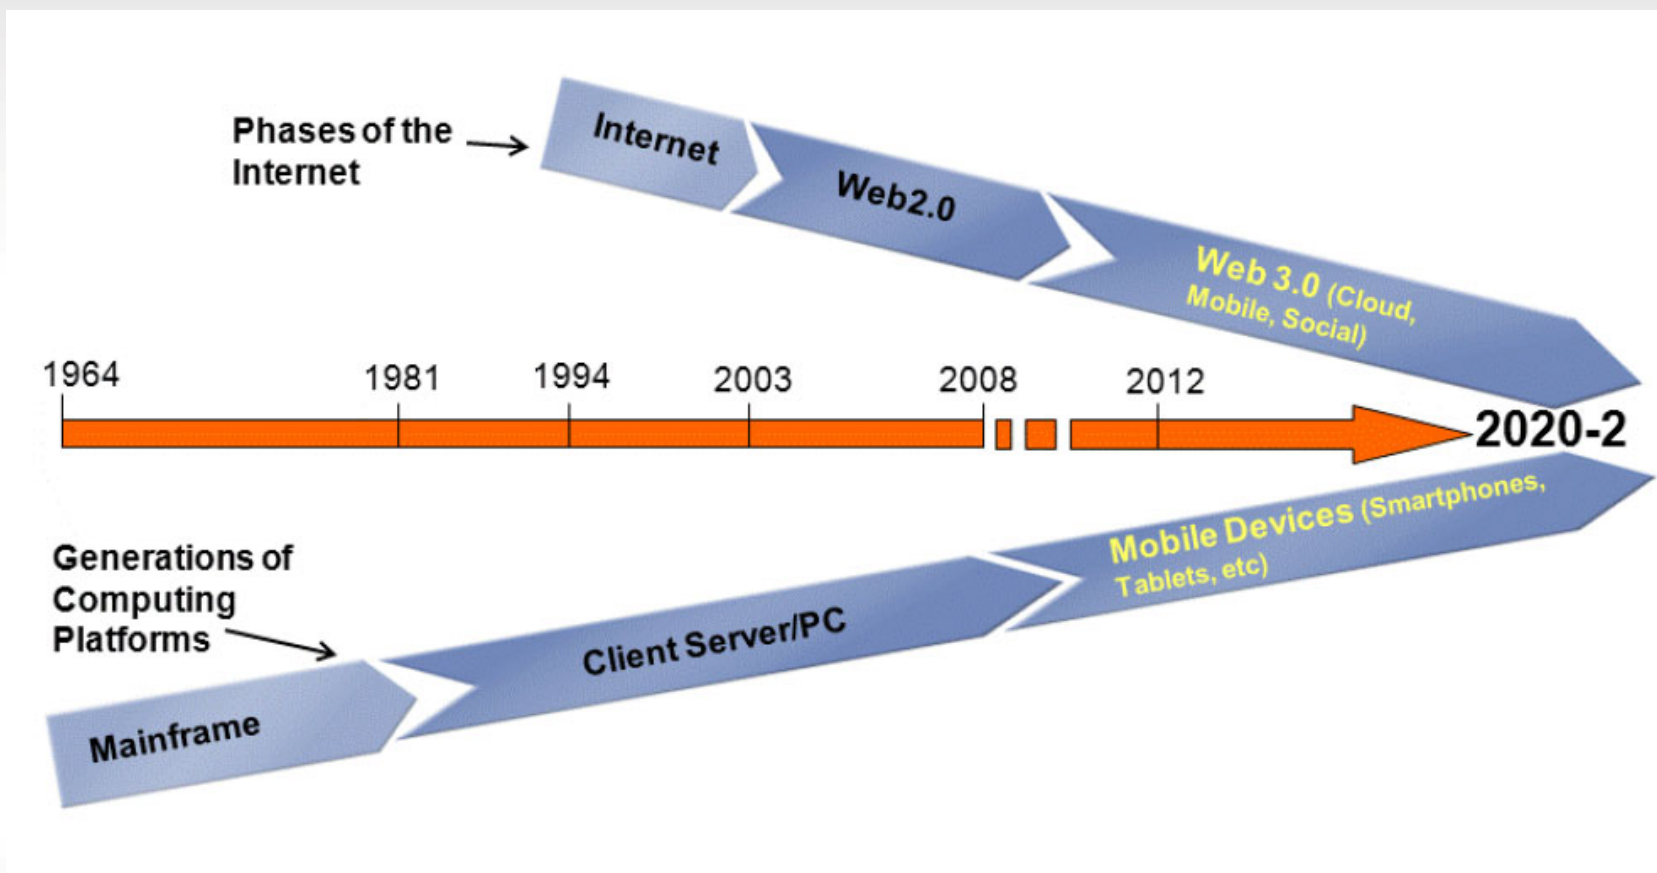 Phases of the
Internet
Internet
Web2.0
Web 3.0 (Cloud,
Mobile, Social)
1964
1981
1994
2003
2008
2012
2020-2
Generations of
Computing
Platforms
Mainframe
Client Server/PC
Mobile Devices (Smartphones,
Tablets, etc)